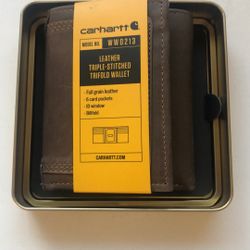 carhartt
MODEL NO. WW0213
LEATHER
TRIPLE-STITCHED
TRIFOLD WALLET
· Full grain leather
· 6 card pockets
· ID window
CARHARTT.COM